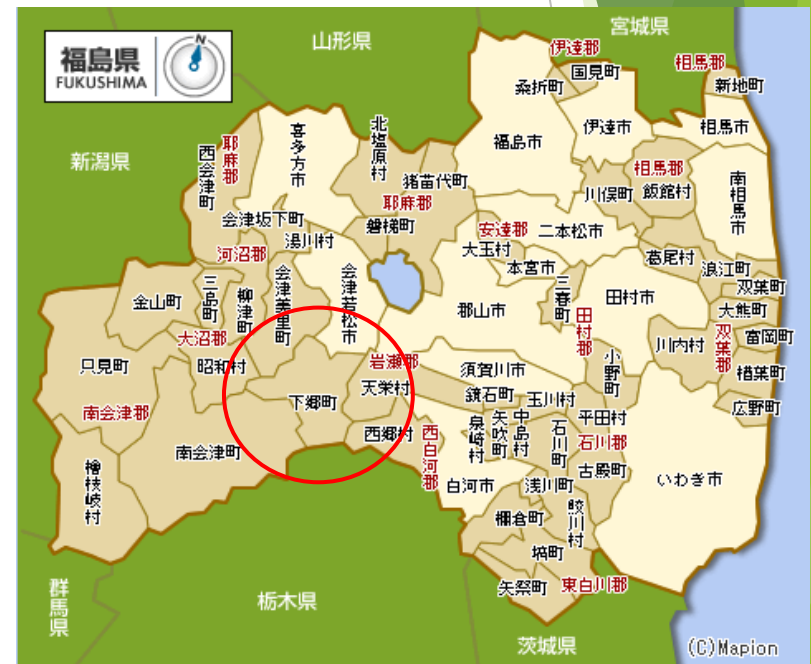 福島県
FUKUSHIMA
N
山形県
宮城県
新潟県
群馬県
栃木県
茨城県
伊達郡
国見町
桑折町
相馬郡
新地町
福島市
伊達市
相馬市
喜多方市
北塩原村
西会津町
耶麻郡
猪苗代町
耶麻郡
磐梯町
相馬郡
川俣町
飯館村
南相馬市
会津坂下町
湯川村
河沼郡
安達郡
二本松市
大玉村
本宮市
葛尾村
浪江町
双葉町
大熊町
富岡町
楢葉町
広野町
双葉郡
川内村
金山町
三島町
柳津町
会津美里町
会津若松市
郡山市
三春町
田村市
田村郡
小野町
大沼郡
昭和村
只見町
岩瀬郡
須賀川市
天栄村
鏡石町
玉川村
平田村
南会津郡
下郷町
西郷村
西白河郡
泉崎村
矢吹町
中島村
石川町
石川郡
古殿町
南会津町
檜枝岐村
白河市
浅川町
鮫川村
いわき市
棚倉町
塙町
矢祭町
東白川郡
(C)Mapion